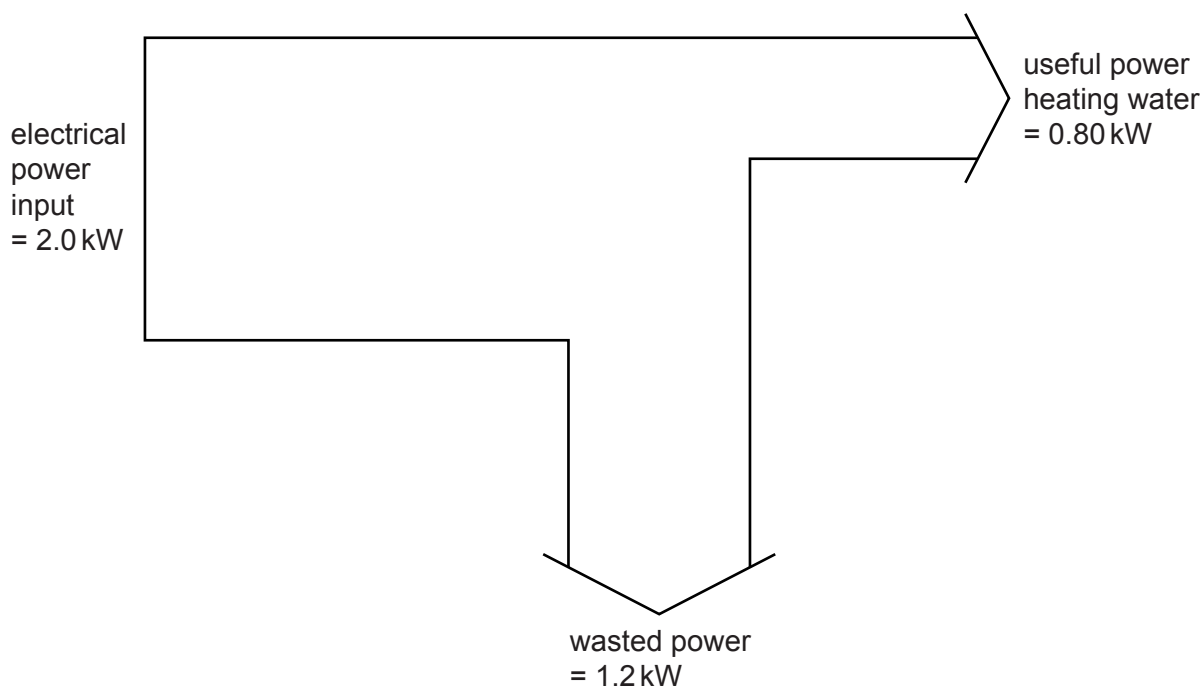 electrical
power
input
= 2.0 kW
useful power
heating water
= 0.80 kW
wasted power
= 1.2 kW